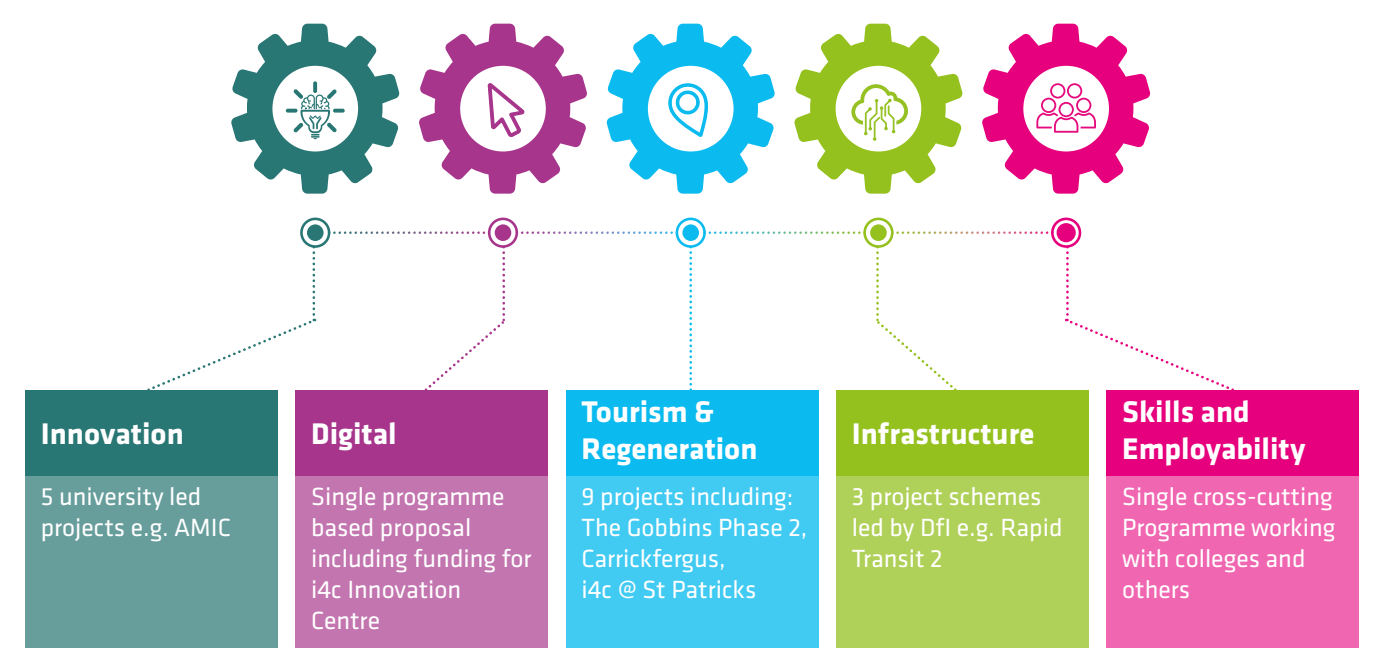 Innovation
5 university led
projects e.g. AMIC
Digital
Single programme
based proposal
including funding for
i4c Innovation
Centre
Tourism &
Regeneration
9 projects including:
The Gobbins Phase 2,
Carrickfergus,
i4c @ St Patricks
Infrastructure
3 project schemes
led by DfI e.g. Rapid
Transit 2
Skills and
Employability
Single cross-cutting
Programme working
with colleges and
others